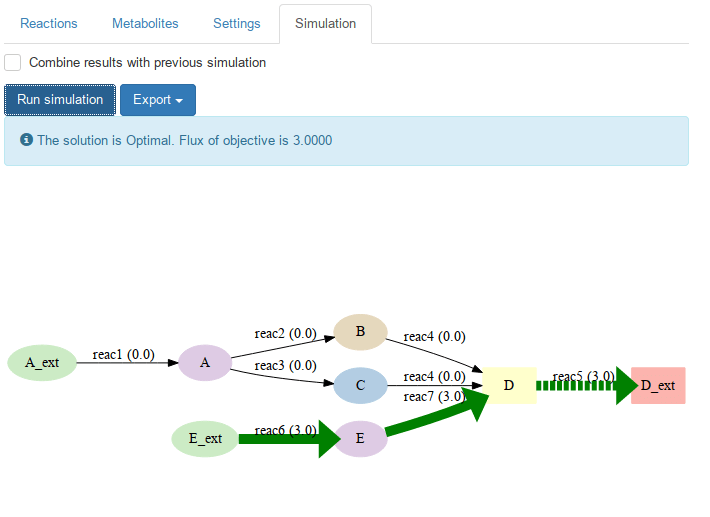 Reactions Metabolites Settings Simulation
Combine results with previous simulation
Run simulation Export
The solution is Optimal. Flux of objective is 3.0000
reac2 (0.0) B reac4 (0.0)
A_ext reac1 (0.0) A
reac3 (0.0) C reac4 (0.0) D reac5 (3.0) D_ext
reac7 (3.0)
E_ext reac6 (3.0) E